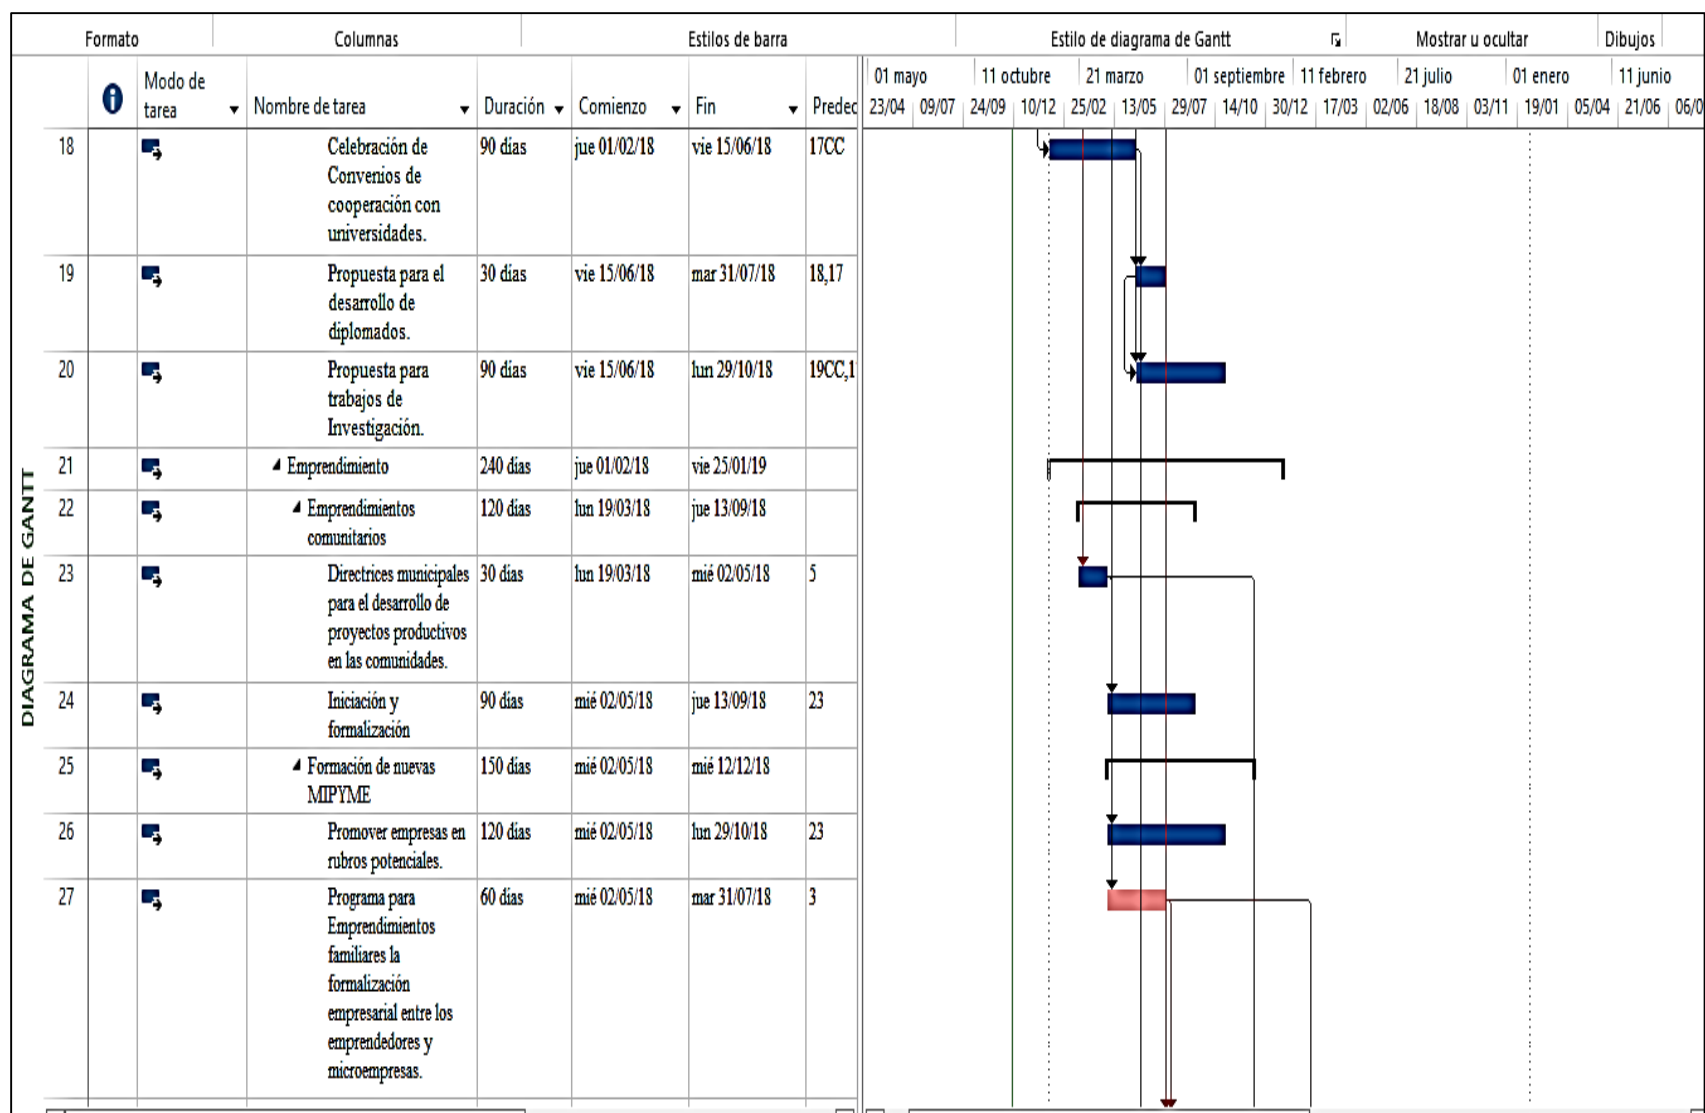 Formato Columnas Estilos de barra Estilo de diagrama de Gantt Mostrar u ocultar Dibujos
DIAGRAMA DE GANTT
Modo de tarea Nombre de tarea Duración Comienzo Fin Predec
01 mayo 11 octubre 21 marzo 01 septiembre 11 febrero 21 julio 01 enero 11 junio
23/04 09/07 24/09 10/12 25/02 13/05 29/07 14/10 30/12 17/03 02/06 18/08 03/11 19/01 05/04 21/06 06/0
18 Celebración de 90 días jue 01/02/18 vie 15/06/18 17CC
Convenios de
cooperación con
universidades.
19 Propuesta para el 30 días vie 15/06/18 mar 31/07/18 18,17
desarrollo de
diplomados.
20 Propuesta para 90 días vie 15/06/18 lun 29/10/18 19CC,1
trabajos de
Investigación.
21 Emprendimiento 240 días jue 01/02/18 vie 25/01/19
22 Emprendimientos 120 días lun 19/03/18 jue 13/09/18
comunitarios
23 Directrices municipales 30 días lun 19/03/18 mié 02/05/18 5
para el desarrollo de
proyectos productivos
en las comunidades.
24 Iniciación y 90 días mié 02/05/18 jue 13/09/18 23
formalización
25 Formación de nuevas 150 días mié 02/05/18 mié 12/12/18
MIPYME
26 Promover empresas en 120 días mié 02/05/18 lun 29/10/18 23
rubros potenciales.
27 Programa para 60 días mié 02/05/18 mar 31/07/18 3
Emprendimientos
familiares la
formalización
empresarial entre los
emprendedores y
microempresas.